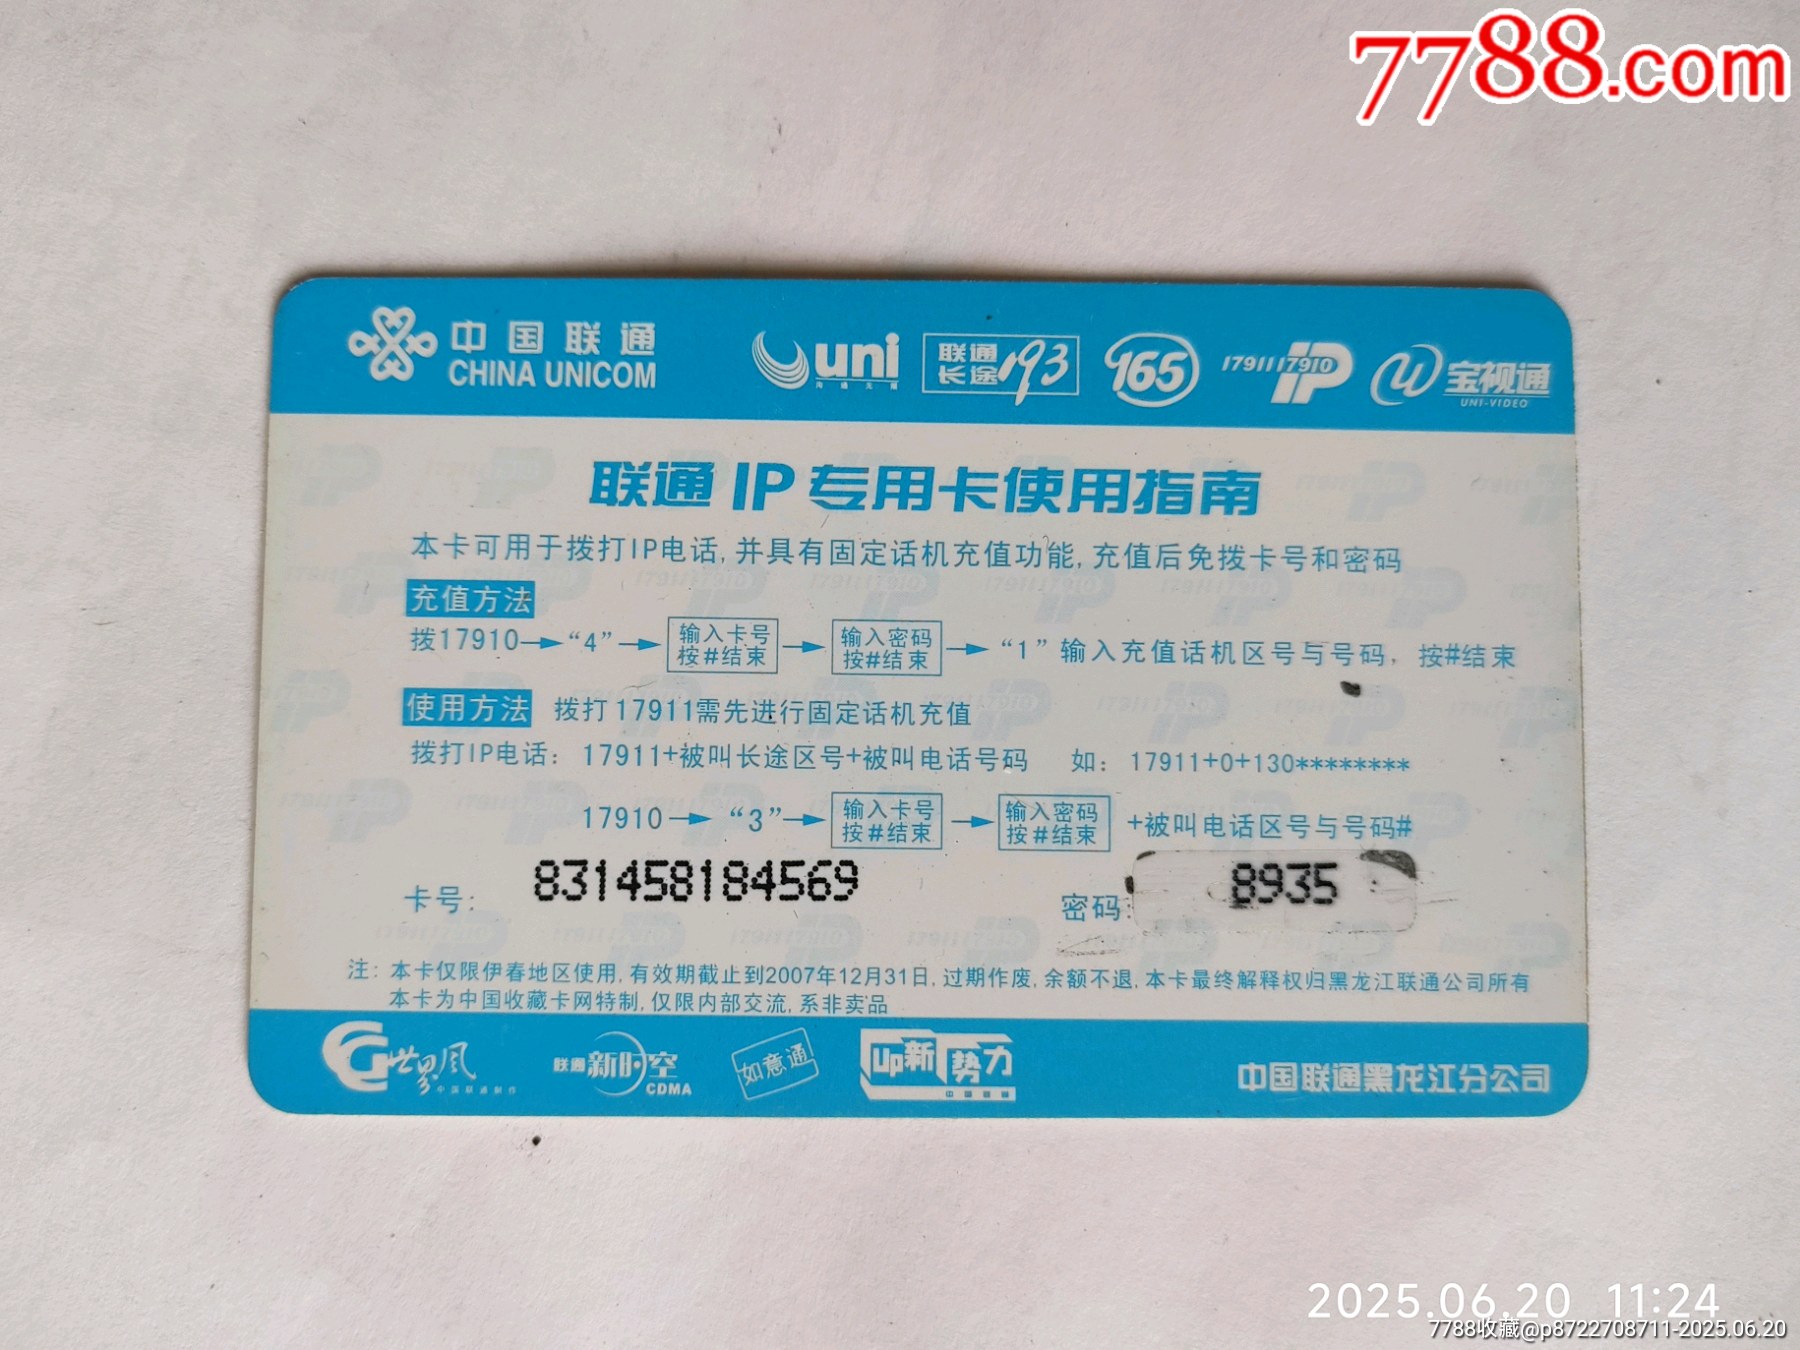 7788.com
中国联通
CHINA UNICOM
uni
联通
长途193
165
17911 17910
IP
宝视通
UNI-VIDEO
联通IP专用卡使用指南
本卡可用于拨打IP电话,并具有固定话机充值功能,充值后免拨卡号和密码
充值方法
拨17910→“4”→ 输入卡号 按#结束 → 输入密码 按#结束 →“1”输入充值话机区号与号码，按#结束
使用方法 拨打17911需先进行固定话机充值
拨打IP电话：17911+被叫长途区号+被叫电话号码 如：17911+0+130********
17910→“3”→ 输入卡号 按#结束 → 输入密码 按#结束 +被叫电话区号与号码#
卡号: 831458184569 密码: 8935
注: 本卡仅限伊春地区使用,有效期截止到2007年12月31日,过期作废,余额不退,本卡最终解释权归黑龙江联通公司所有
本卡为中国收藏卡网特制,仅限内部交流,系非卖品
世界风
联通新时空
CDMA
如意通
Up新势力
中国联通黑龙江分公司
2025.06.20 11:24
7788收藏@p8722708711-2025.06.20